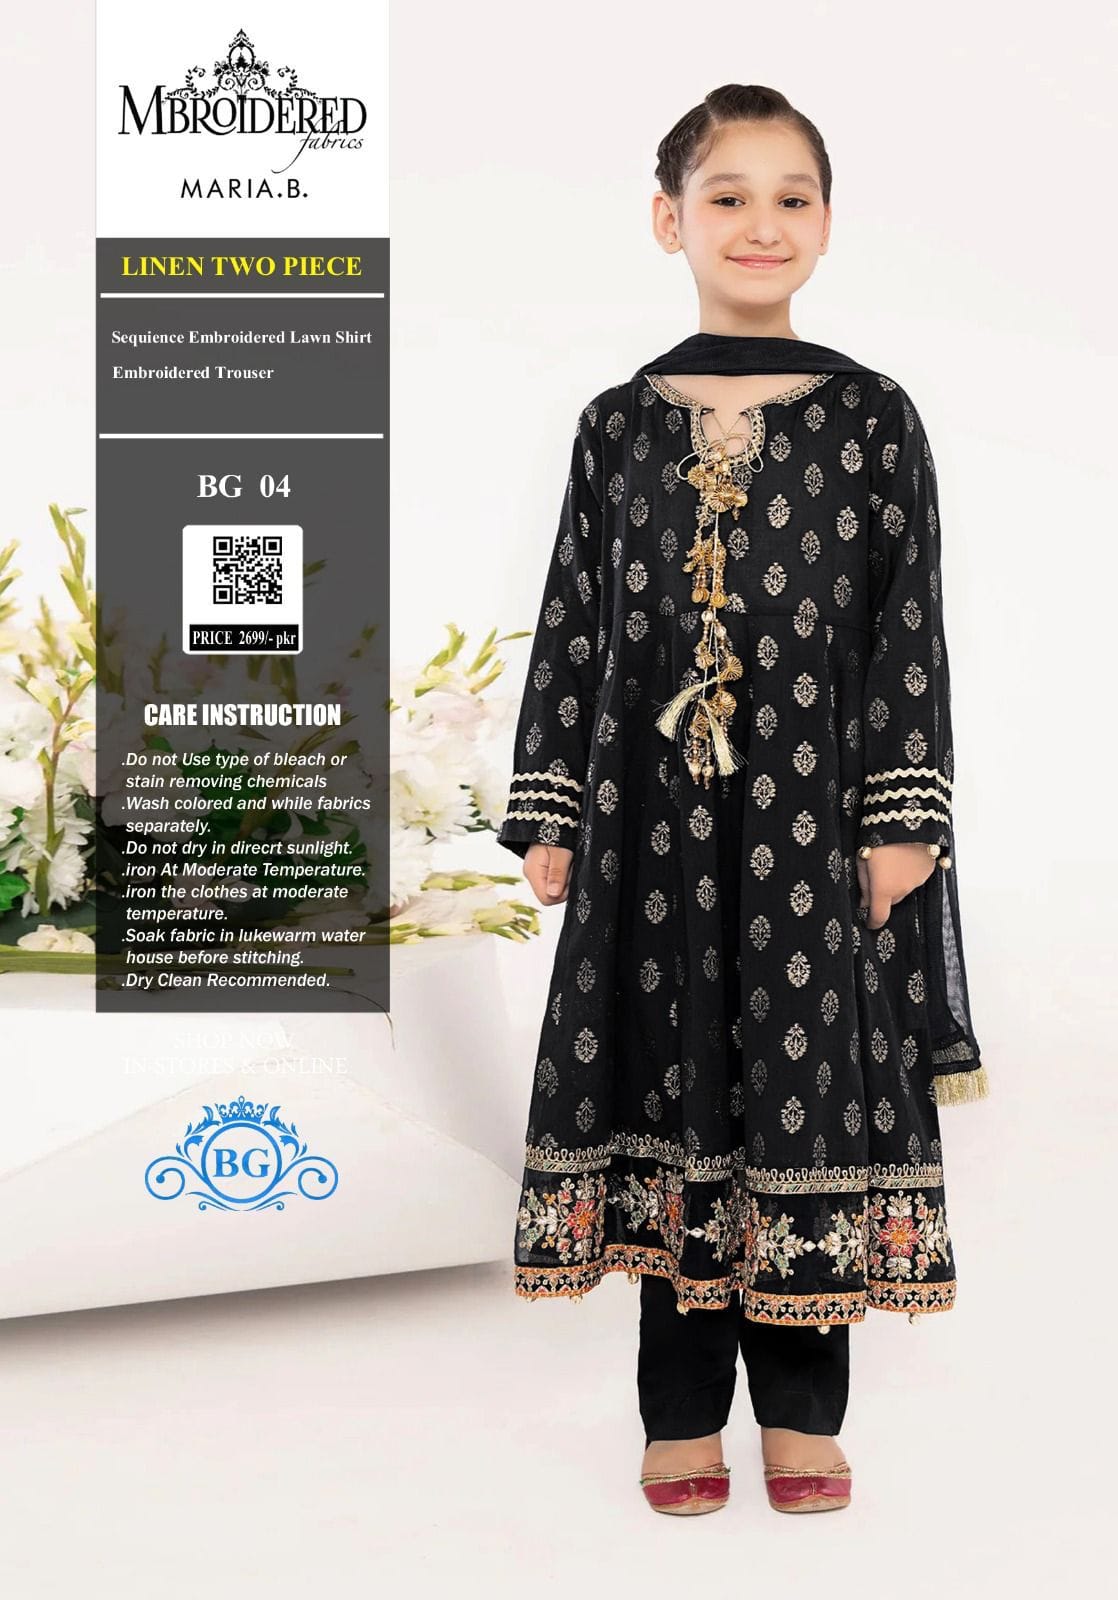 MBROIDERED
fabrics
MARIA.B.
LINEN TWO PIECE
Sequience Embroidered Lawn Shirt
Embroidered Trouser
BG 04
PRICE 2699/- pkr
CARE INSTRUCTION
.Do not Use type of bleach or
stain removing chemicals
.Wash colored and while fabrics
separately.
.Do not dry in direcrt sunlight.
.iron At Moderate Temperature.
.iron the clothes at moderate
temperature.
.Soak fabric in lukewarm water
house before stitching.
.Dry Clean Recommended.
SHOP NOW
IN-STORES & ONLINE
BG